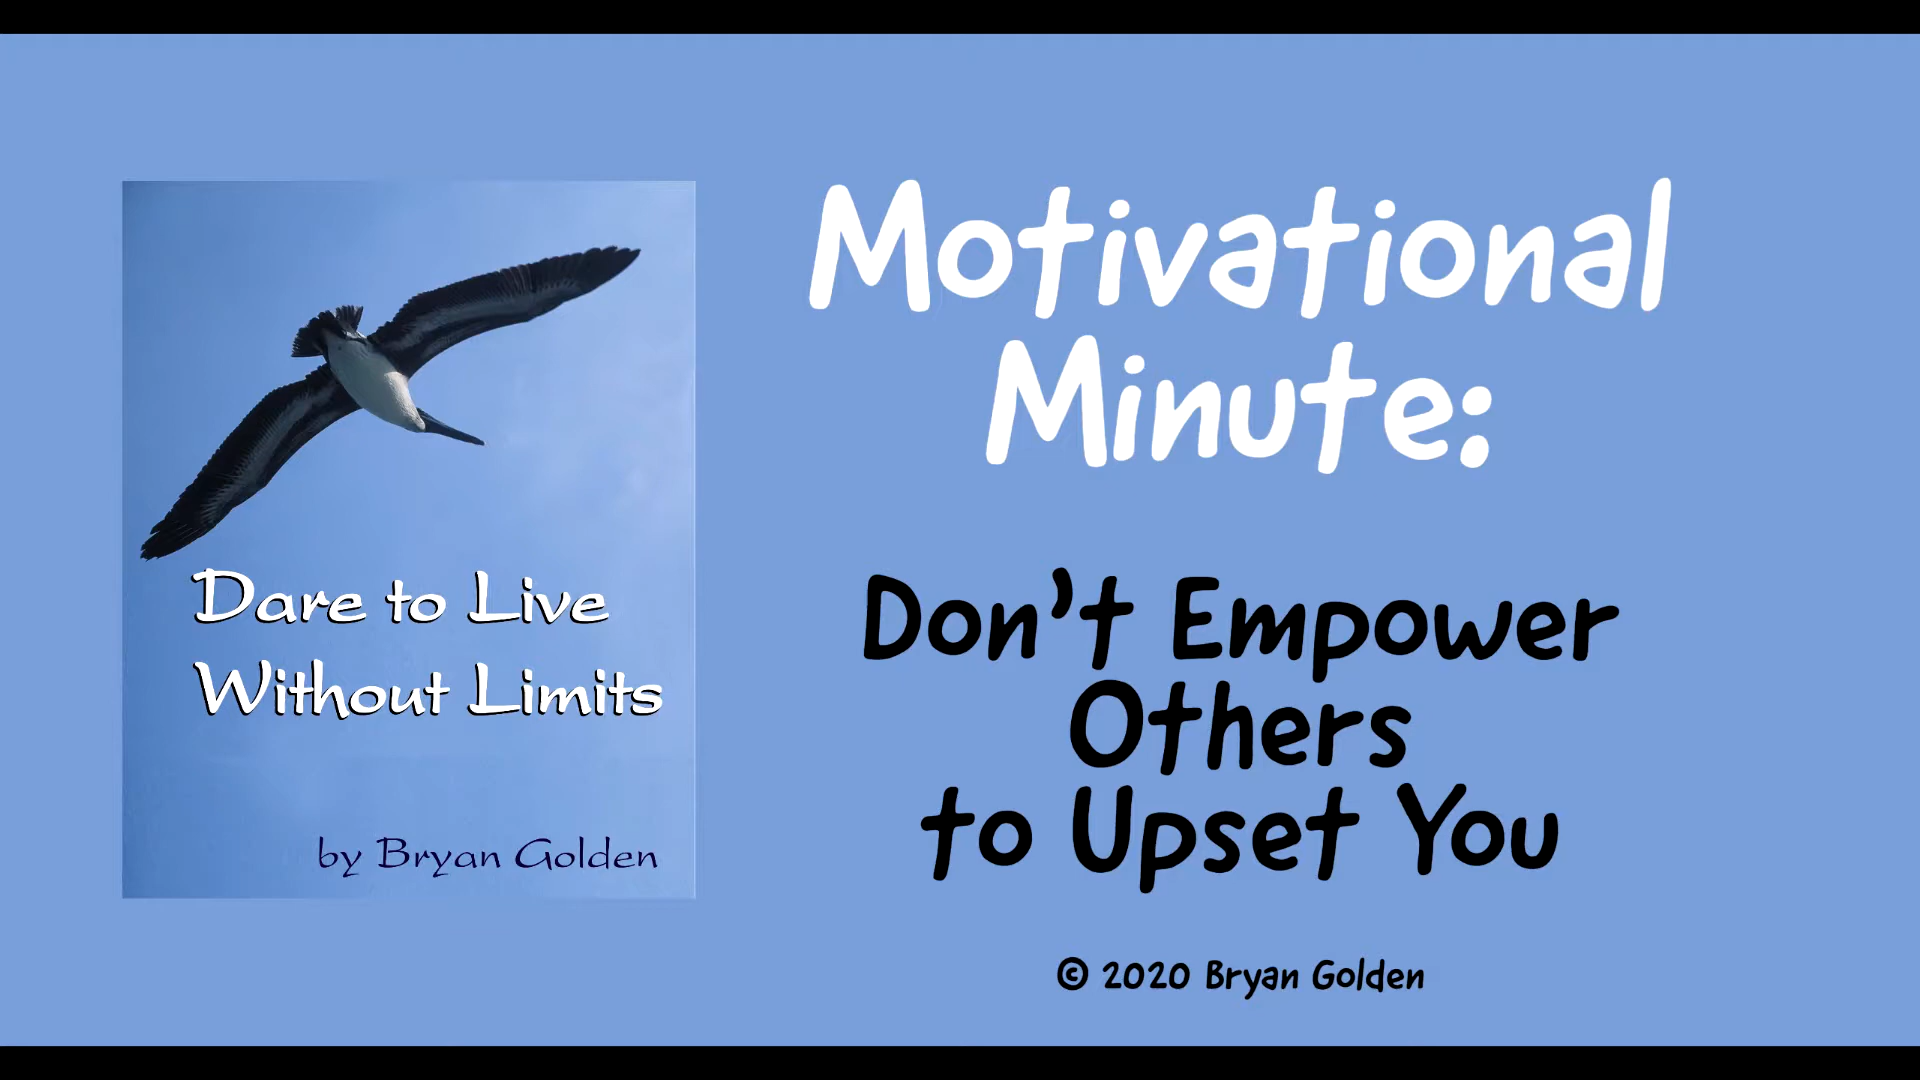 Dare to Live
Without Limits
by Bryan Golden
Motivational
Minute:
Don't Empower
Others
to Upset You
© 2020 Bryan Golden